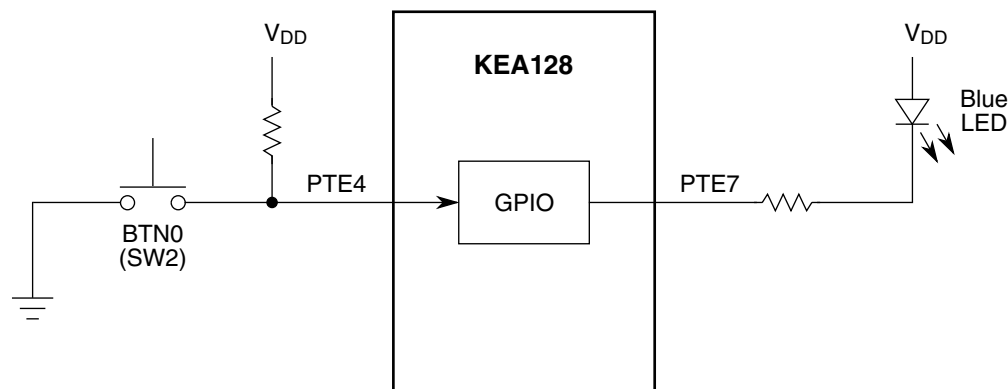 VDD
KEA128
VDD
Blue
LED
PTE4
GPIO
PTE7
BTN0
(SW2)